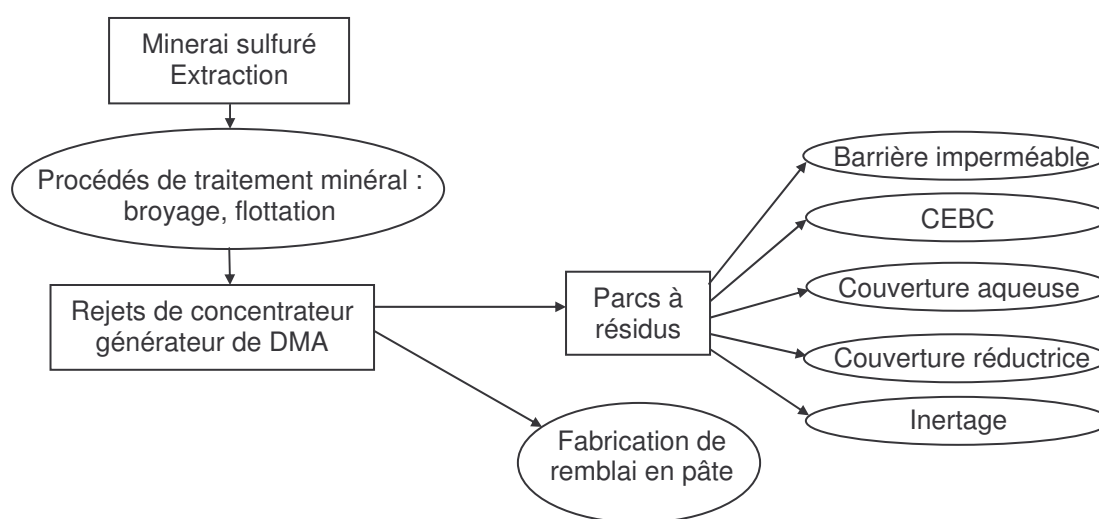 Minerai sulfuré
Extraction
Procédés de traitement minéral :
broyage, flottation
Rejets de concentrateur
générateur de DMA
Parcs à
résidus
Barrière imperméable
CEBC
Couverture aqueuse
Couverture réductrice
Inertage
Fabrication de
remblai en pâte